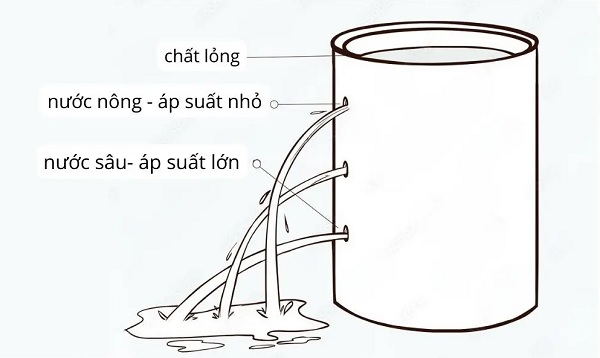 chất lỏng
nước nông - áp suất nhỏ
nước sâu- áp suất lớn